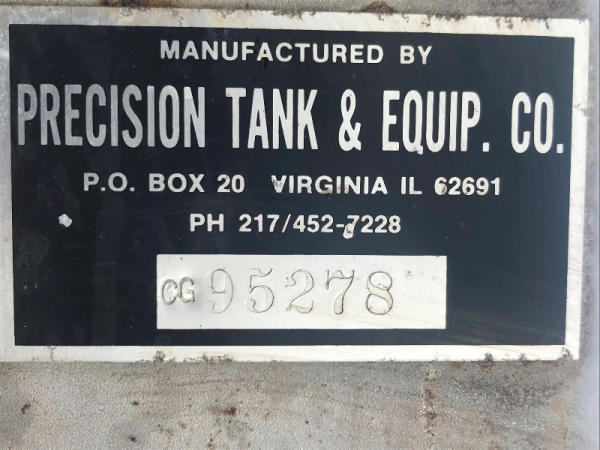 MANUFACTURED BY
PRECISION TANK & EQUIP. CO.
P.O. BOX 20 VIRGINIA IL 62691
PH 217/452-7228
CG 95278